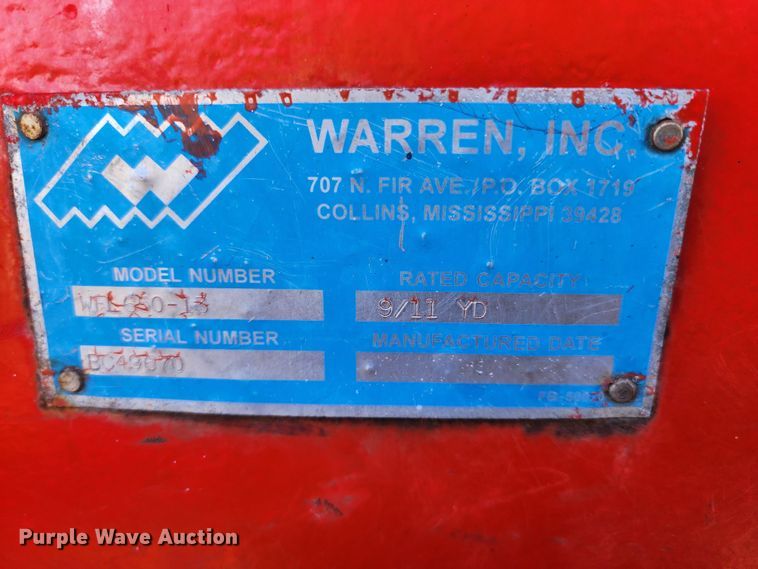 WARREN, INC.
707 N. FIR AVE./P.O. BOX 1719
COLLINS, MISSISSIPPI 39428
MODEL NUMBER
RATED CAPACITY
9/11 YD
SERIAL NUMBER
MANUFACTURED DATE
BC49070
Purple Wave Auction